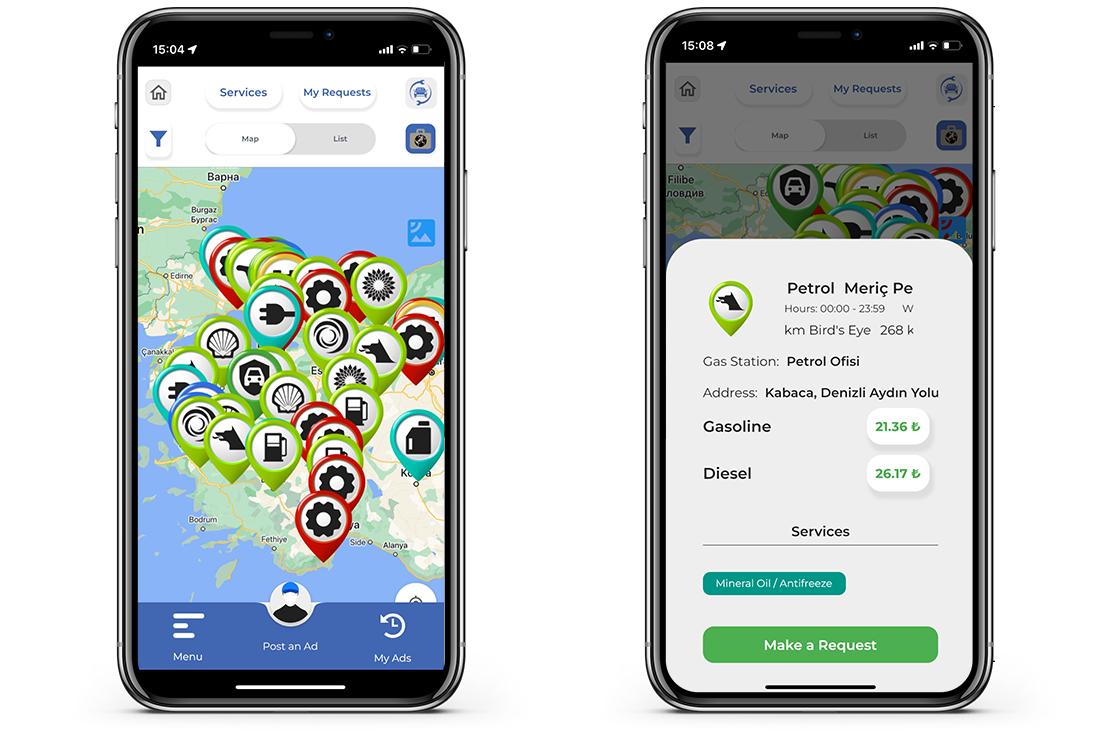 15:04
Services
My Requests
Map
List
Варна
Burgaz
Бургас
Edirne
Çanakkal
Es
Bodrum
Fethiye
Side
Alanya
Menu
Post an Ad
My Ads
15:08
Services
My Requests
Map
List
Filibe
ловдив
Petrol Meriç Pe
Hours: 00:00 - 23:59 W
km Bird's Eye 268 k
Gas Station: Petrol Ofisi
Address: Kabaca, Denizli Aydın Yolu
Gasoline
21.36 ₺
Diesel
26.17 ₺
Services
Mineral Oil / Antifreeze
Make a Request